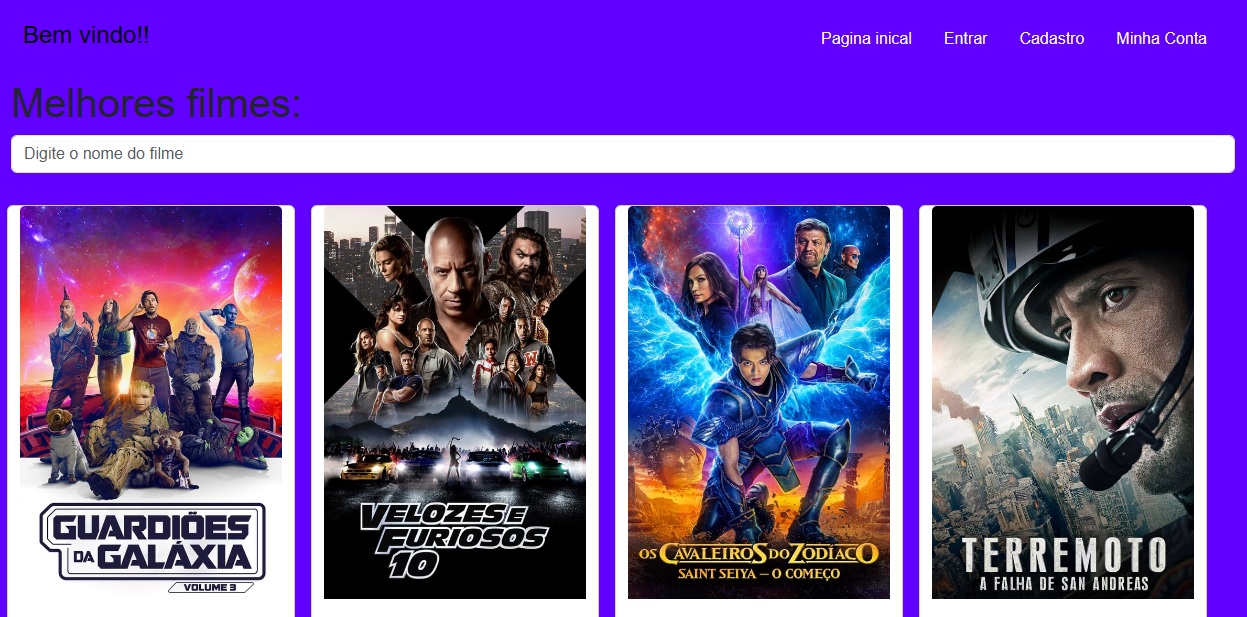 Bem vindo!!
Pagina inical Entrar Cadastro Minha Conta
Melhores filmes:
Digite o nome do filme
GUARDIÕES
DA GALÁXIA
VOLUME 3
W
VELOZES E
FURIOSOS
10
OS CAVALEIROS DO ZODÍACO
SAINT SEIYA – O COMEÇO
TERREMOTO
A FALHA DE SAN ANDREAS